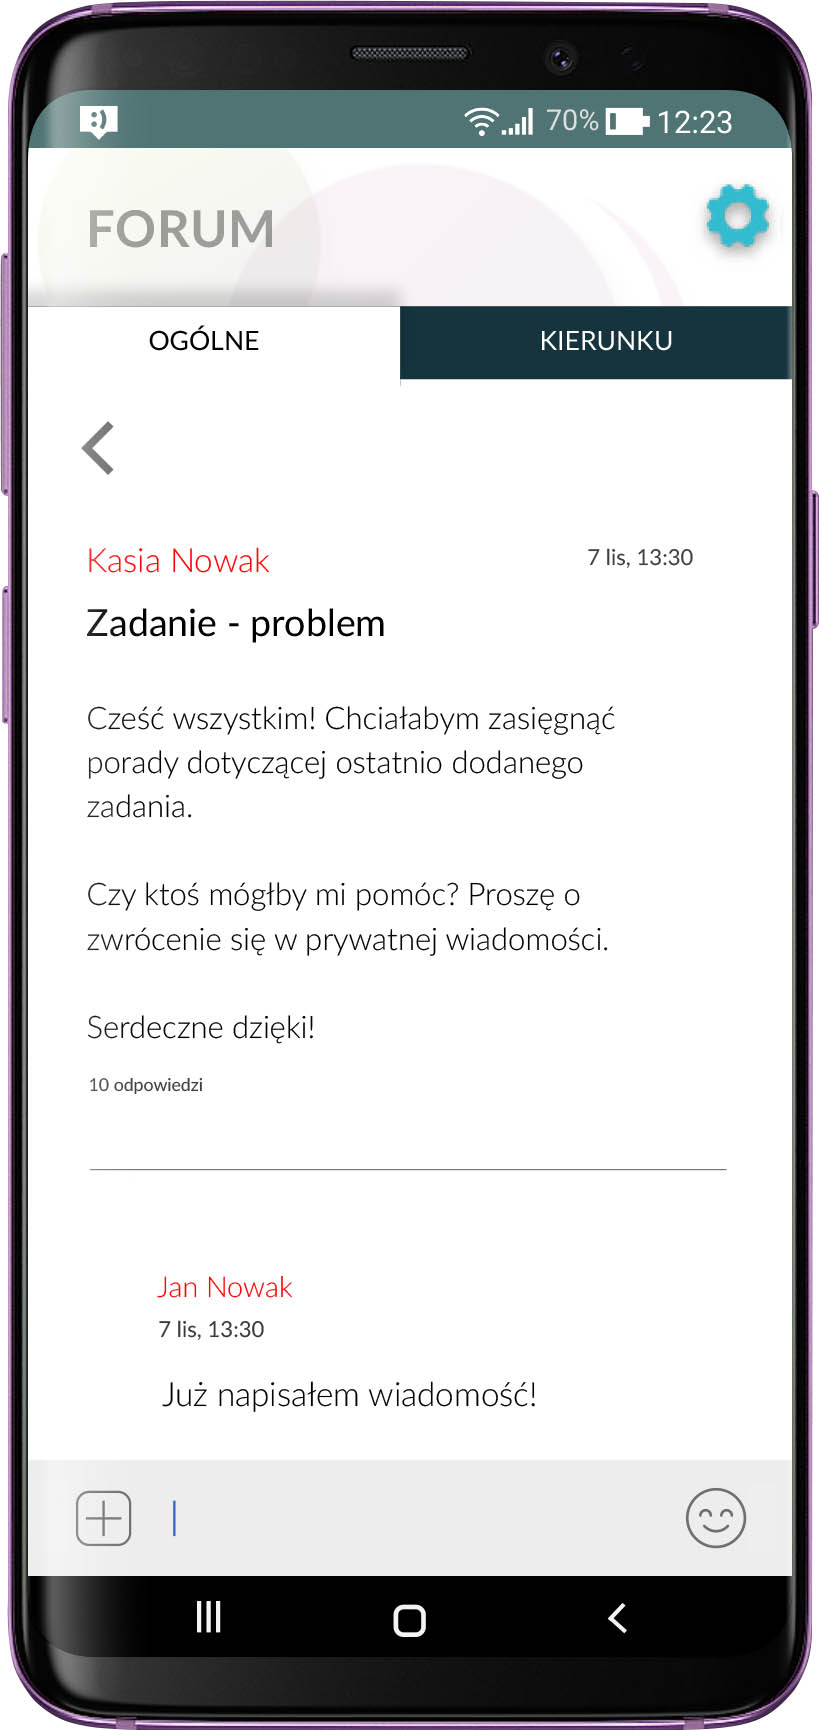 :)
70% 12:23
FORUM
OGÓLNE KIERUNKU
Kasia Nowak 7 lis, 13:30
Zadanie - problem
Cześć wszystkim! Chciałabym zasięgnąć
porady dotyczącej ostatnio dodanego
zadania.
Czy ktoś mógłby mi pomóc? Proszę o
zwrócenie się w prywatnej wiadomości.
Serdeczne dzięki!
10 odpowiedzi
Jan Nowak
7 lis, 13:30
Już napisałem wiadomość!